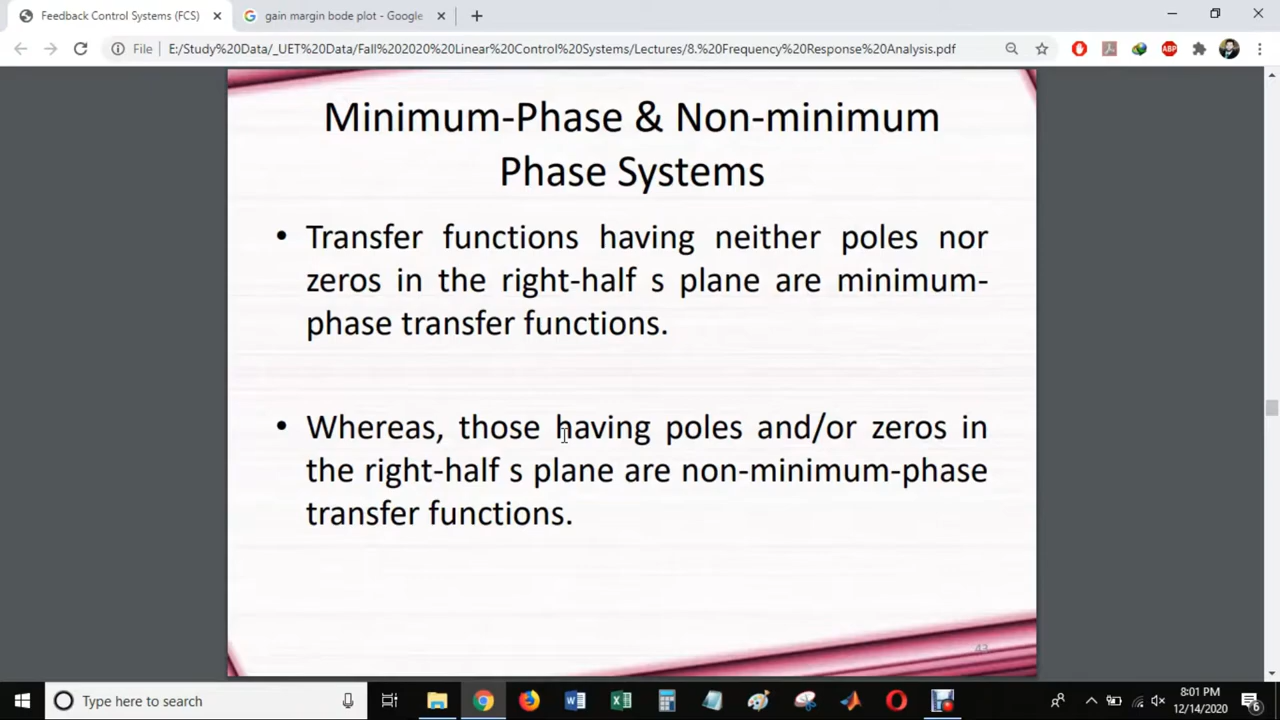 Feedback Control Systems (FCS)
gain margin bode plot - Google
File
E:/Study%20Data/_UET%20Data/Fall%202020%20Linear%20Control%20Systems/Lectures/8.%20Frequency%20Response%20Analysis.pdf
ABP
Minimum-Phase & Non-minimum
Phase Systems
• Transfer functions having neither poles nor
zeros in the right-half s plane are minimum-
phase transfer functions.
• Whereas, those having poles and/or zeros in
the right-half s plane are non-minimum-phase
transfer functions.
43
Type here to search
8:01 PM
12/14/2020
6